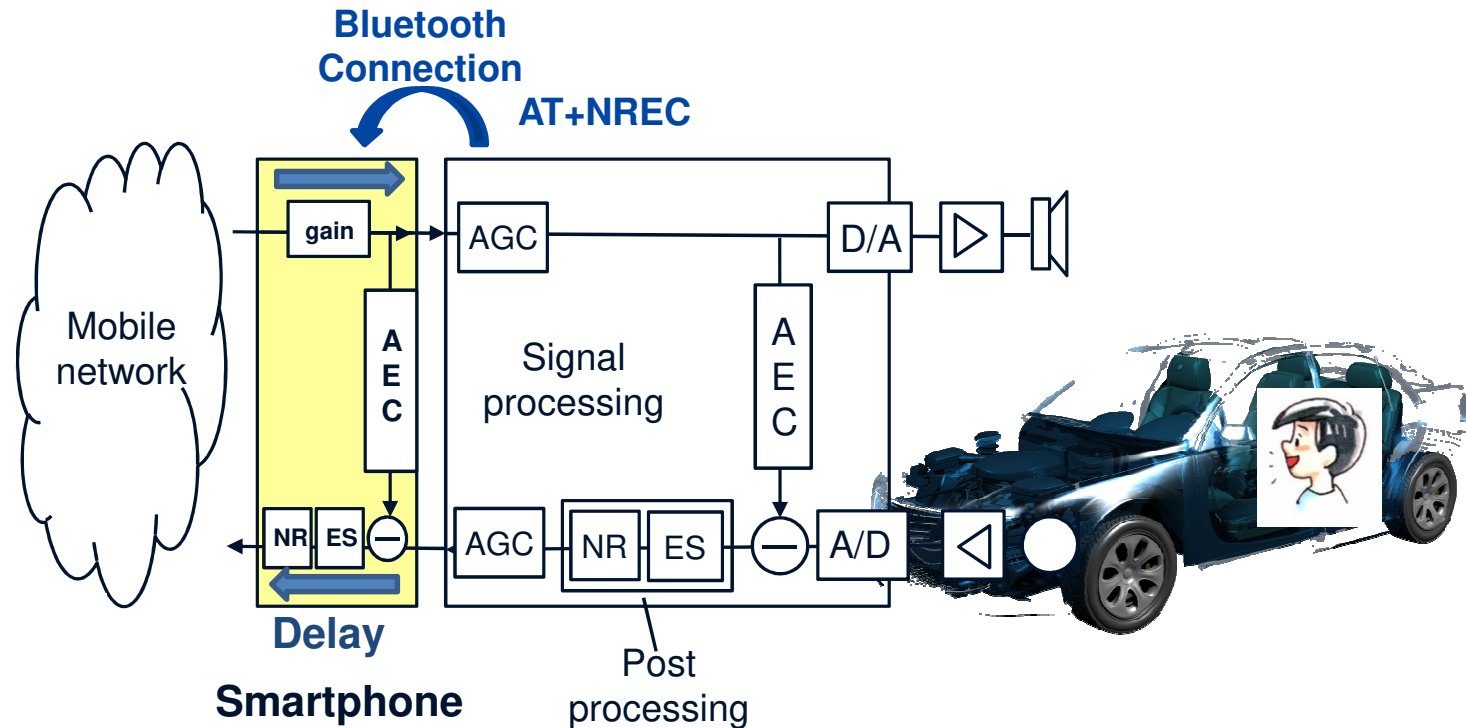 Bluetooth
Connection
AT+NREC
gain
AGC
D/A
A
E
C
A
E
C
Mobile
network
Signal
processing
NR
ES
AGC
NR
ES
A/D
Delay
Post
processing
Smartphone